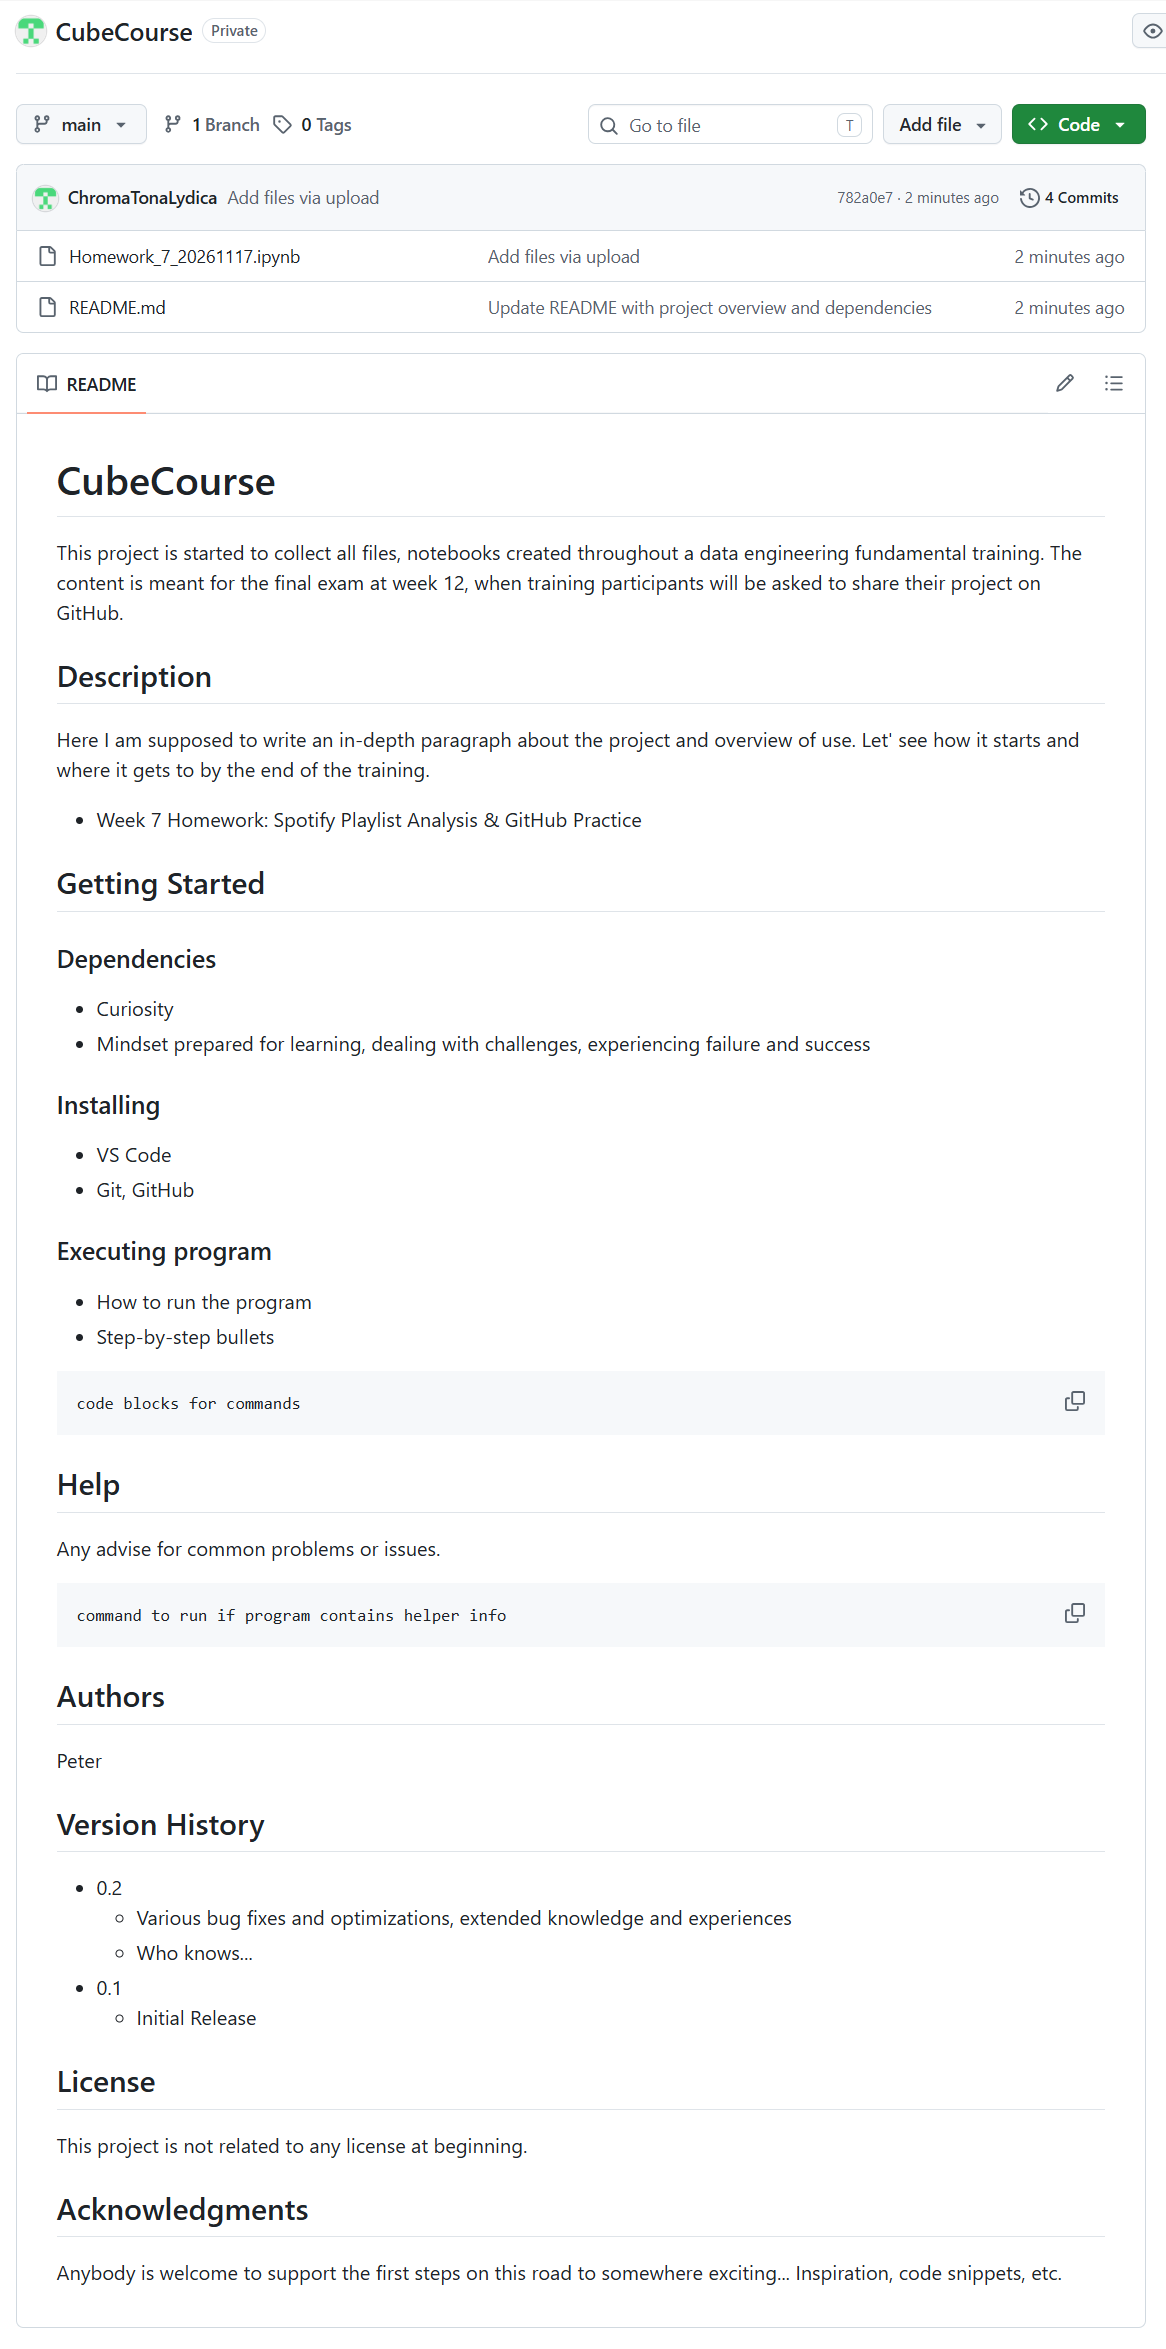 CubeCourse Private
main 1 Branch 0 Tags Go to file T Add file Code
ChromaTonaLydica Add files via upload 782a0e7 · 2 minutes ago 4 Commits
Homework_7_20261117.ipynb Add files via upload 2 minutes ago
README.md Update README with project overview and dependencies 2 minutes ago
README
CubeCourse
This project is started to collect all files, notebooks created throughout a data engineering fundamental training. The
content is meant for the final exam at week 12, when training participants will be asked to share their project on
GitHub.
Description
Here I am supposed to write an in-depth paragraph about the project and overview of use. Let' see how it starts and
where it gets to by the end of the training.
• Week 7 Homework: Spotify Playlist Analysis & GitHub Practice
Getting Started
Dependencies
• Curiosity
• Mindset prepared for learning, dealing with challenges, experiencing failure and success
Installing
• VS Code
• Git, GitHub
Executing program
• How to run the program
• Step-by-step bullets
code blocks for commands
Help
Any advise for common problems or issues.
command to run if program contains helper info
Authors
Peter
Version History
• 0.2
◦ Various bug fixes and optimizations, extended knowledge and experiences
◦ Who knows...
• 0.1
◦ Initial Release
License
This project is not related to any license at beginning.
Acknowledgments
Anybody is welcome to support the first steps on this road to somewhere exciting... Inspiration, code snippets, etc.